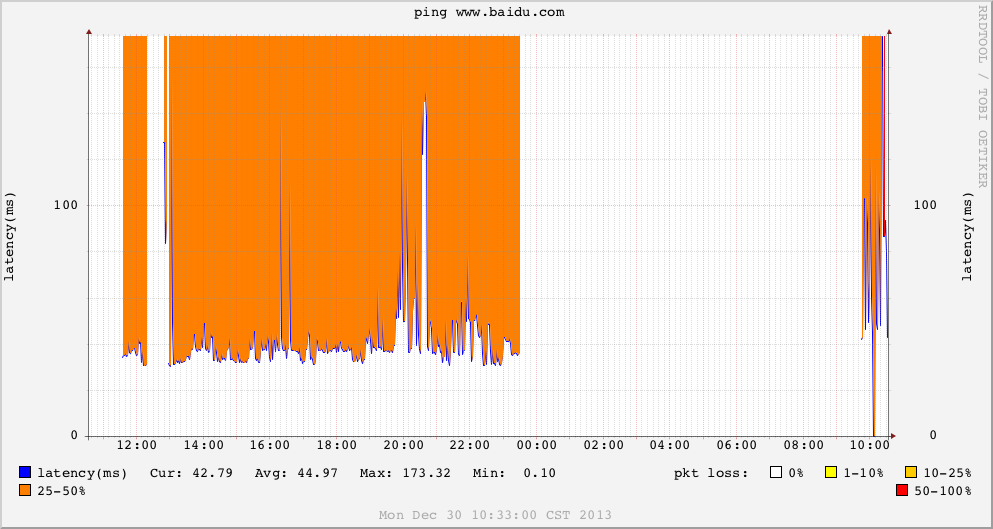 ping www.baidu.com
RRDTOOL / TOBI OETIKER
latency(ms)
100
0
100
0
latency(ms)
12:00 14:00 16:00 18:00 20:00 22:00 00:00 02:00 04:00 06:00 08:00 10:00
latency(ms) Cur: 42.79 Avg: 44.97 Max: 173.32 Min: 0.10 pkt loss: 0% 1-10% 10-25%
25-50% 50-100%
Mon Dec 30 10:33:00 CST 2013